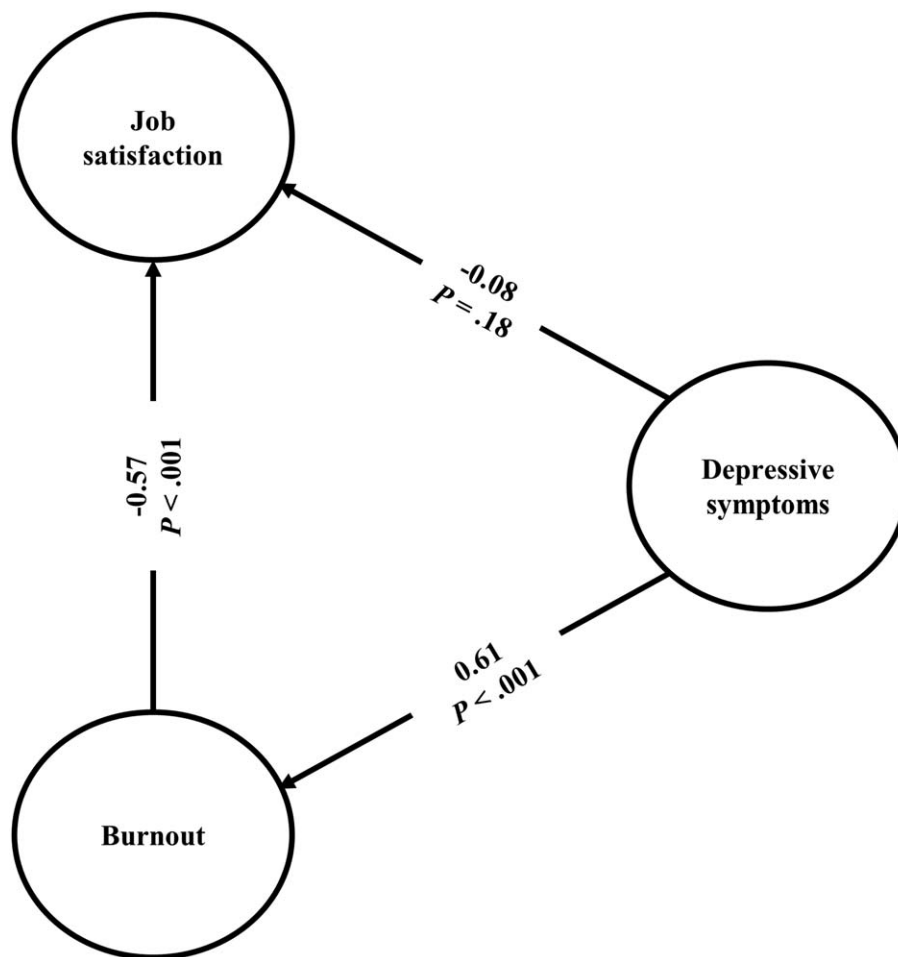 Job
satisfaction
-0.08
P = .18
Depressive
symptoms
-0.57
P < .001
0.61
P < .001
Burnout